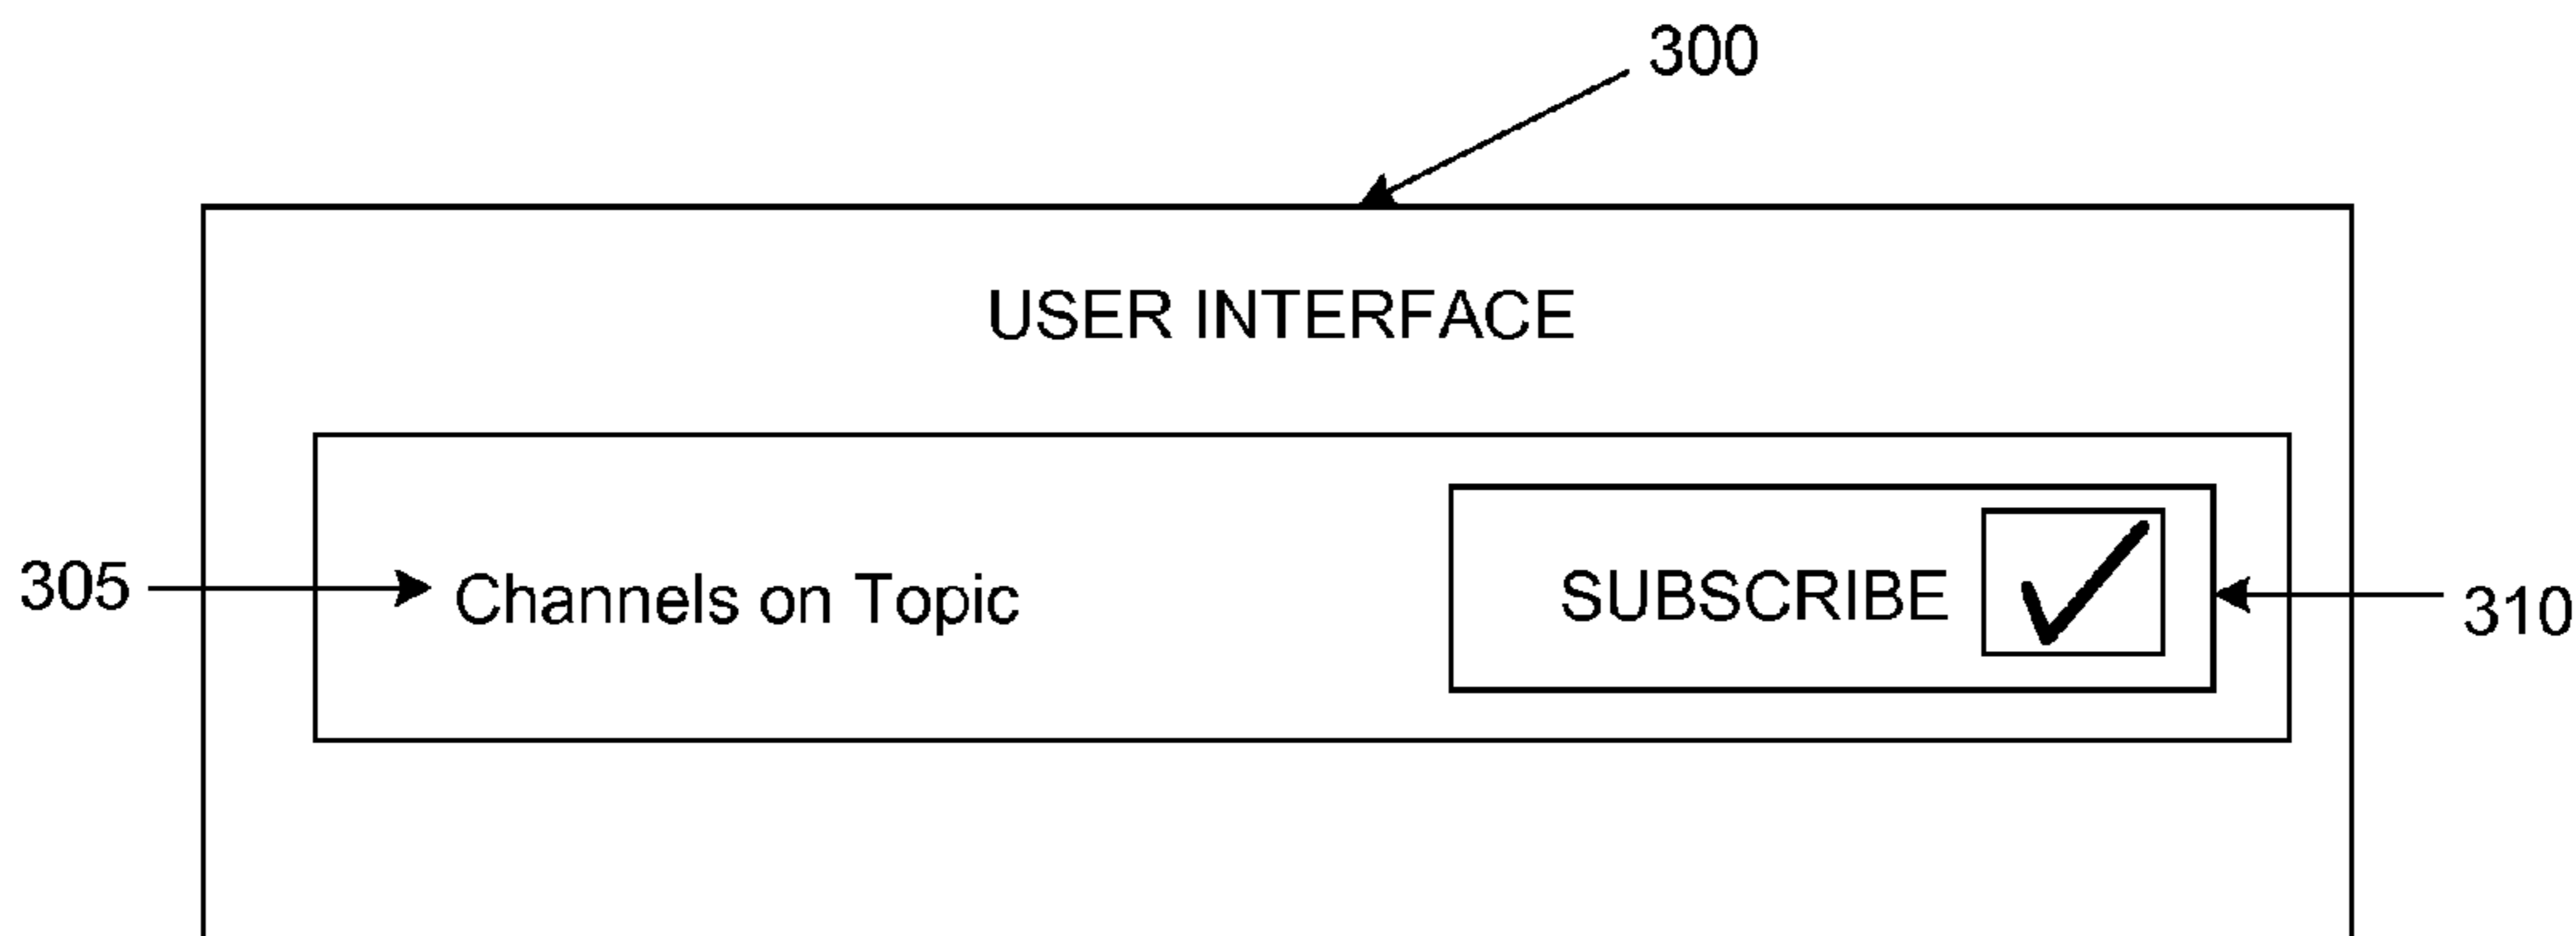 300
USER INTERFACE
305
Channels on Topic
SUBSCRIBE
310